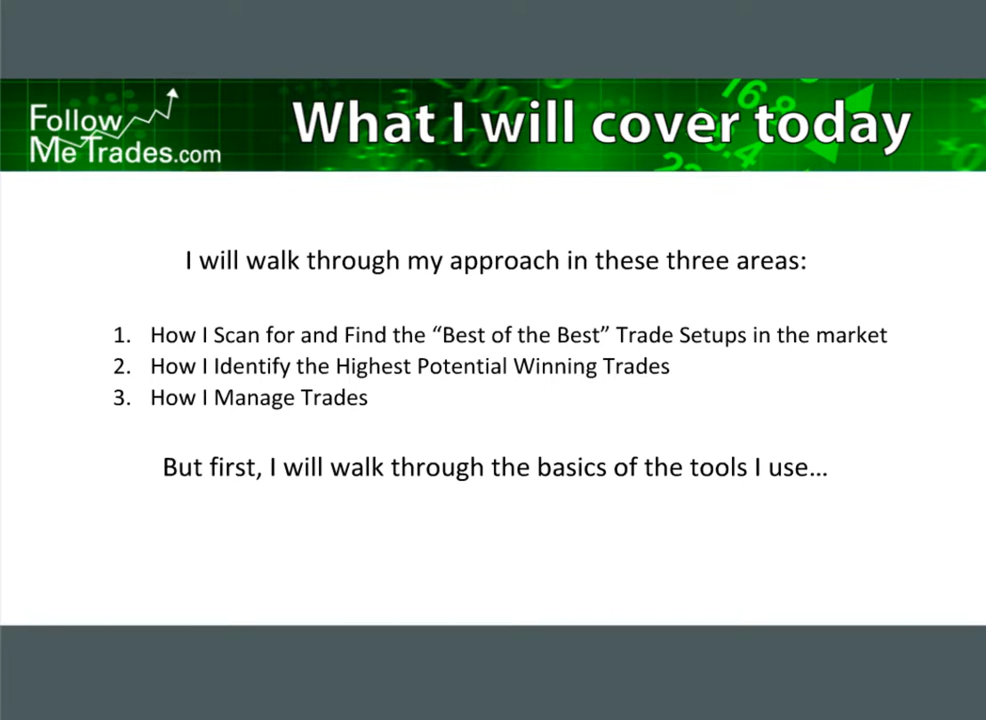 Follow
MeTrades.com
What I will cover today
I will walk through my approach in these three areas:
1. How I Scan for and Find the “Best of the Best” Trade Setups in the market
2. How I Identify the Highest Potential Winning Trades
3. How I Manage Trades
But first, I will walk through the basics of the tools I use...